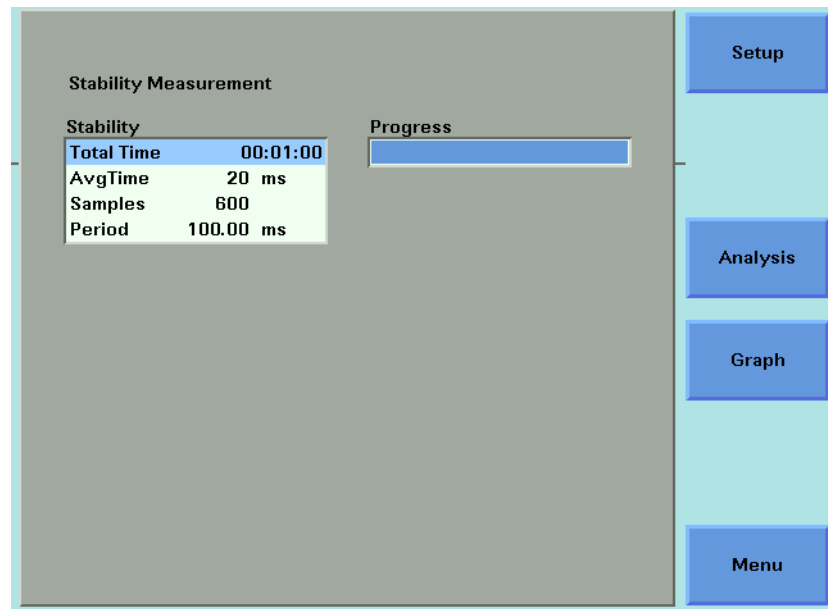 Setup
Stability Measurement
Stability
Progress
Total Time 00:01:00
AvgTime 20 ms
Samples 600
Period 100.00 ms
Analysis
Graph
Menu